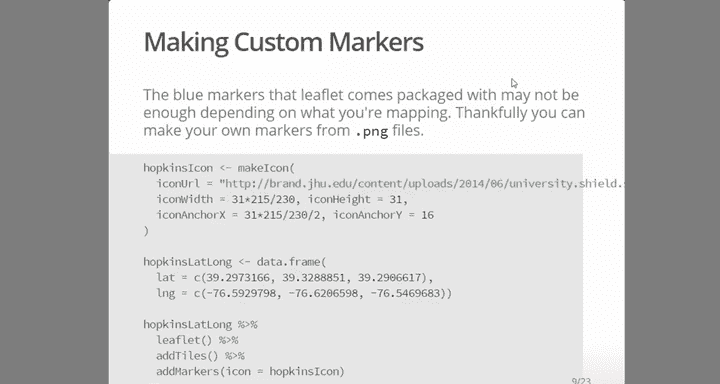 Making Custom Markers
The blue markers that leaflet comes packaged with may not be
enough depending on what you're mapping. Thankfully you can
make your own markers from .png files.
hopkinsIcon <- makeIcon(
  iconUrl = "http://brand.jhu.edu/content/uploads/2014/06/university.shield.
  iconWidth = 31*215/230, iconHeight = 31,
  iconAnchorX = 31*215/230/2, iconAnchorY = 16
)
hopkinsLatLong <- data.frame(
  lat = c(39.2973166, 39.3288851, 39.2906617),
  lng = c(-76.5929798, -76.6206598, -76.5469683))
hopkinsLatLong %>%
  leaflet() %>%
  addTiles() %>%
  addMarkers(icon = hopkinsIcon)
9/23